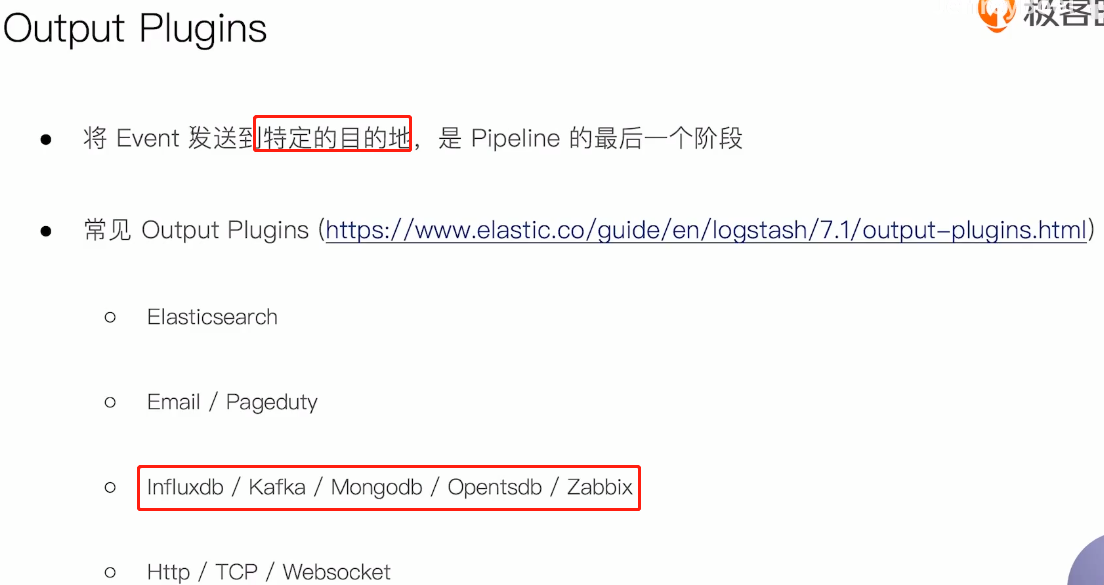 Output Plugins
极客
● 将 Event 发送到特定的目的地，是 Pipeline 的最后一个阶段
● 常见 Output Plugins (https://www.elastic.co/guide/en/logstash/7.1/output-plugins.html)
○ Elasticsearch
○ Email / Pageduty
○ Influxdb / Kafka / Mongodb / Opentsdb / Zabbix
○ Http / TCP / Websocket